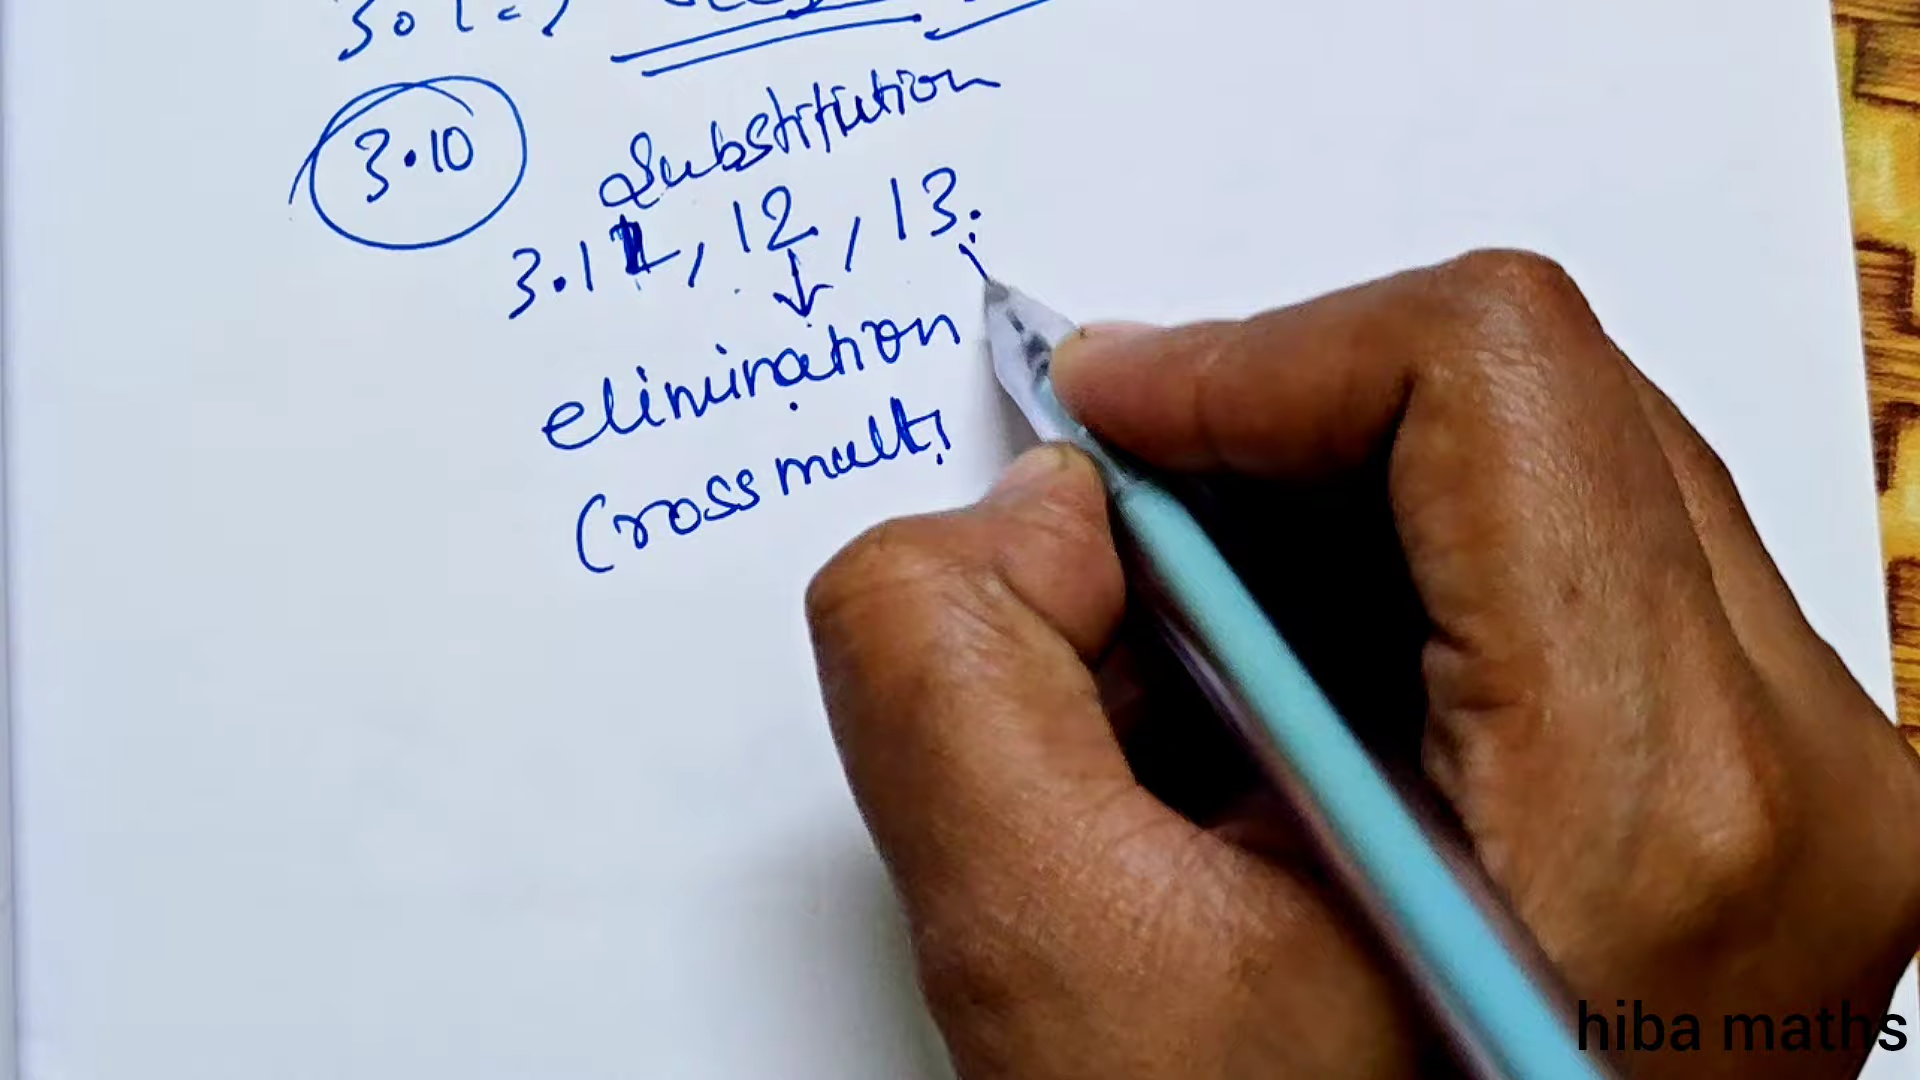 3.10
Substitution
3.11, 12, 13.
elimination
Cross multi
hiba maths